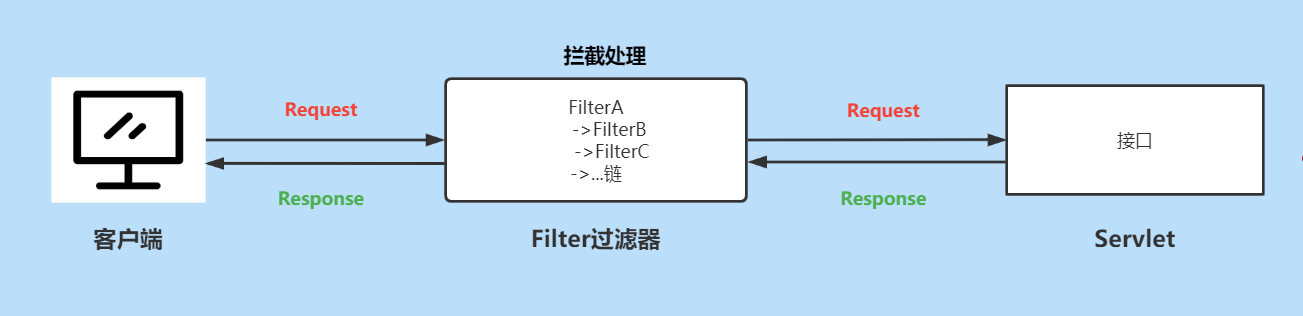 拦截处理
Request
FilterA
->FilterB
->FilterC
->...链
Request
接口
Response
Response
客户端
Filter过滤器
Servlet